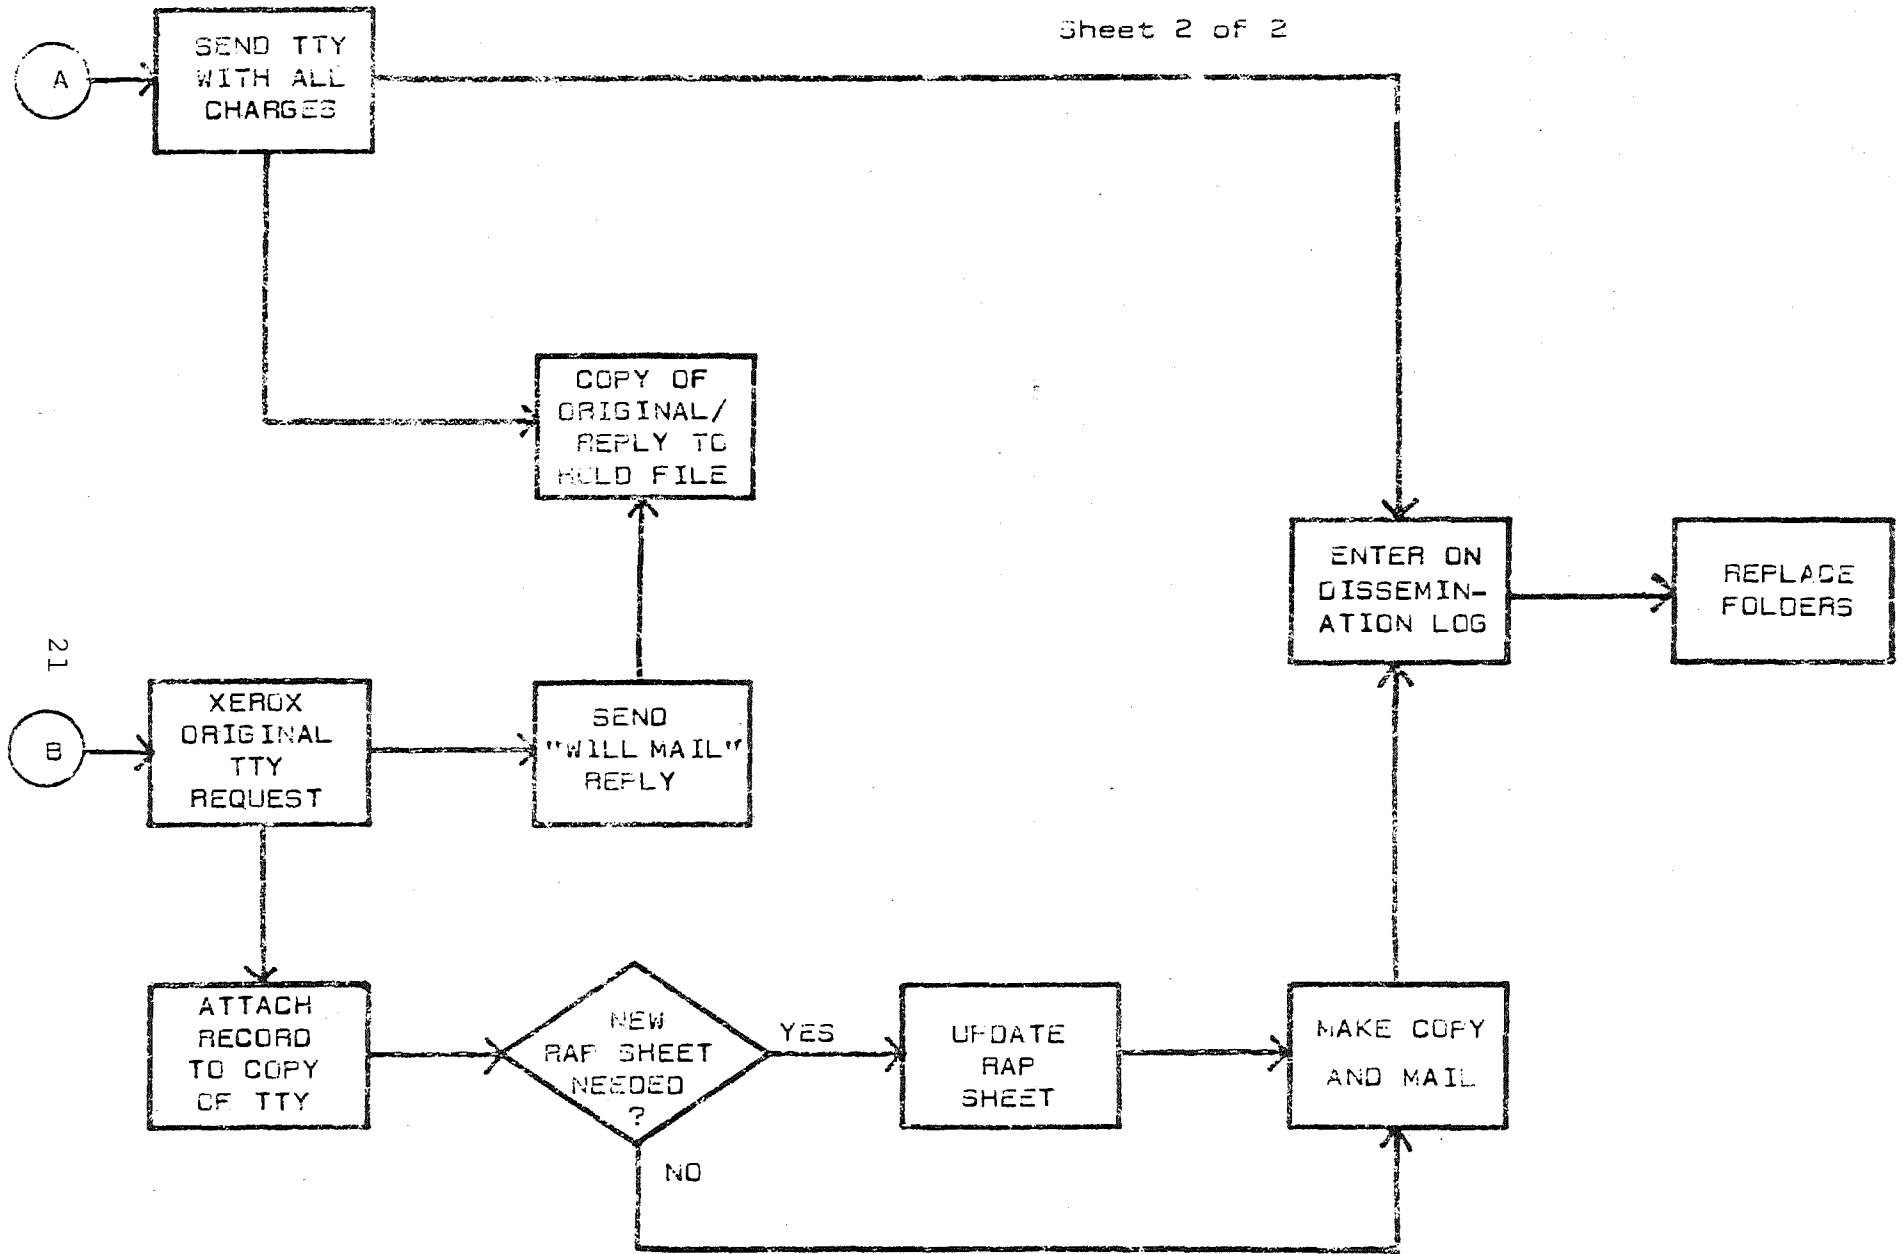 Sheet 2 of 2
A
SEND TTY
WITH ALL
CHARGES
COPY OF
ORIGINAL/
REPLY TO
HOLD FILE
ENTER ON
DISSEMIN-
ATION LOG
REPLACE
FOLDERS
21
B
XEROX
ORIGINAL
TTY
REQUEST
SEND
"WILL MAIL"
REPLY
ATTACH
RECORD
TO COPY
OF TTY
NEW
RAP SHEET
NEEDED
?
YES
NO
UPDATE
RAP
SHEET
MAKE COPY
AND MAIL